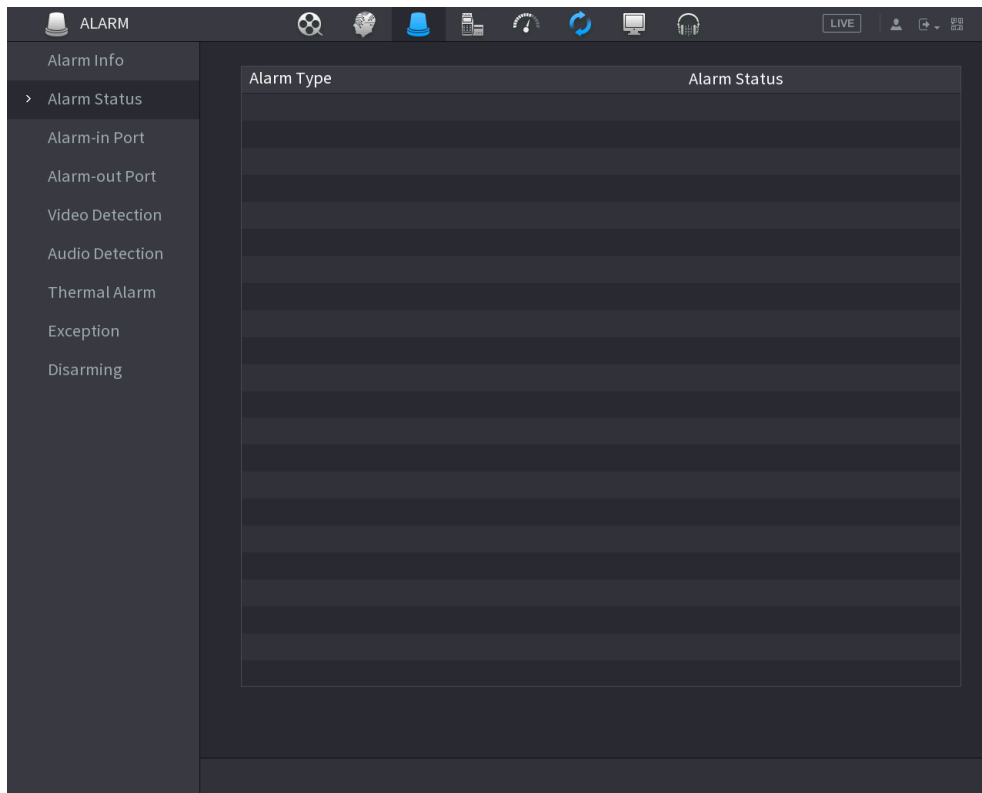 ALARM
LIVE
Alarm Info
Alarm Status
Alarm-in Port
Alarm-out Port
Video Detection
Audio Detection
Thermal Alarm
Exception
Disarming
Alarm Type Alarm Status